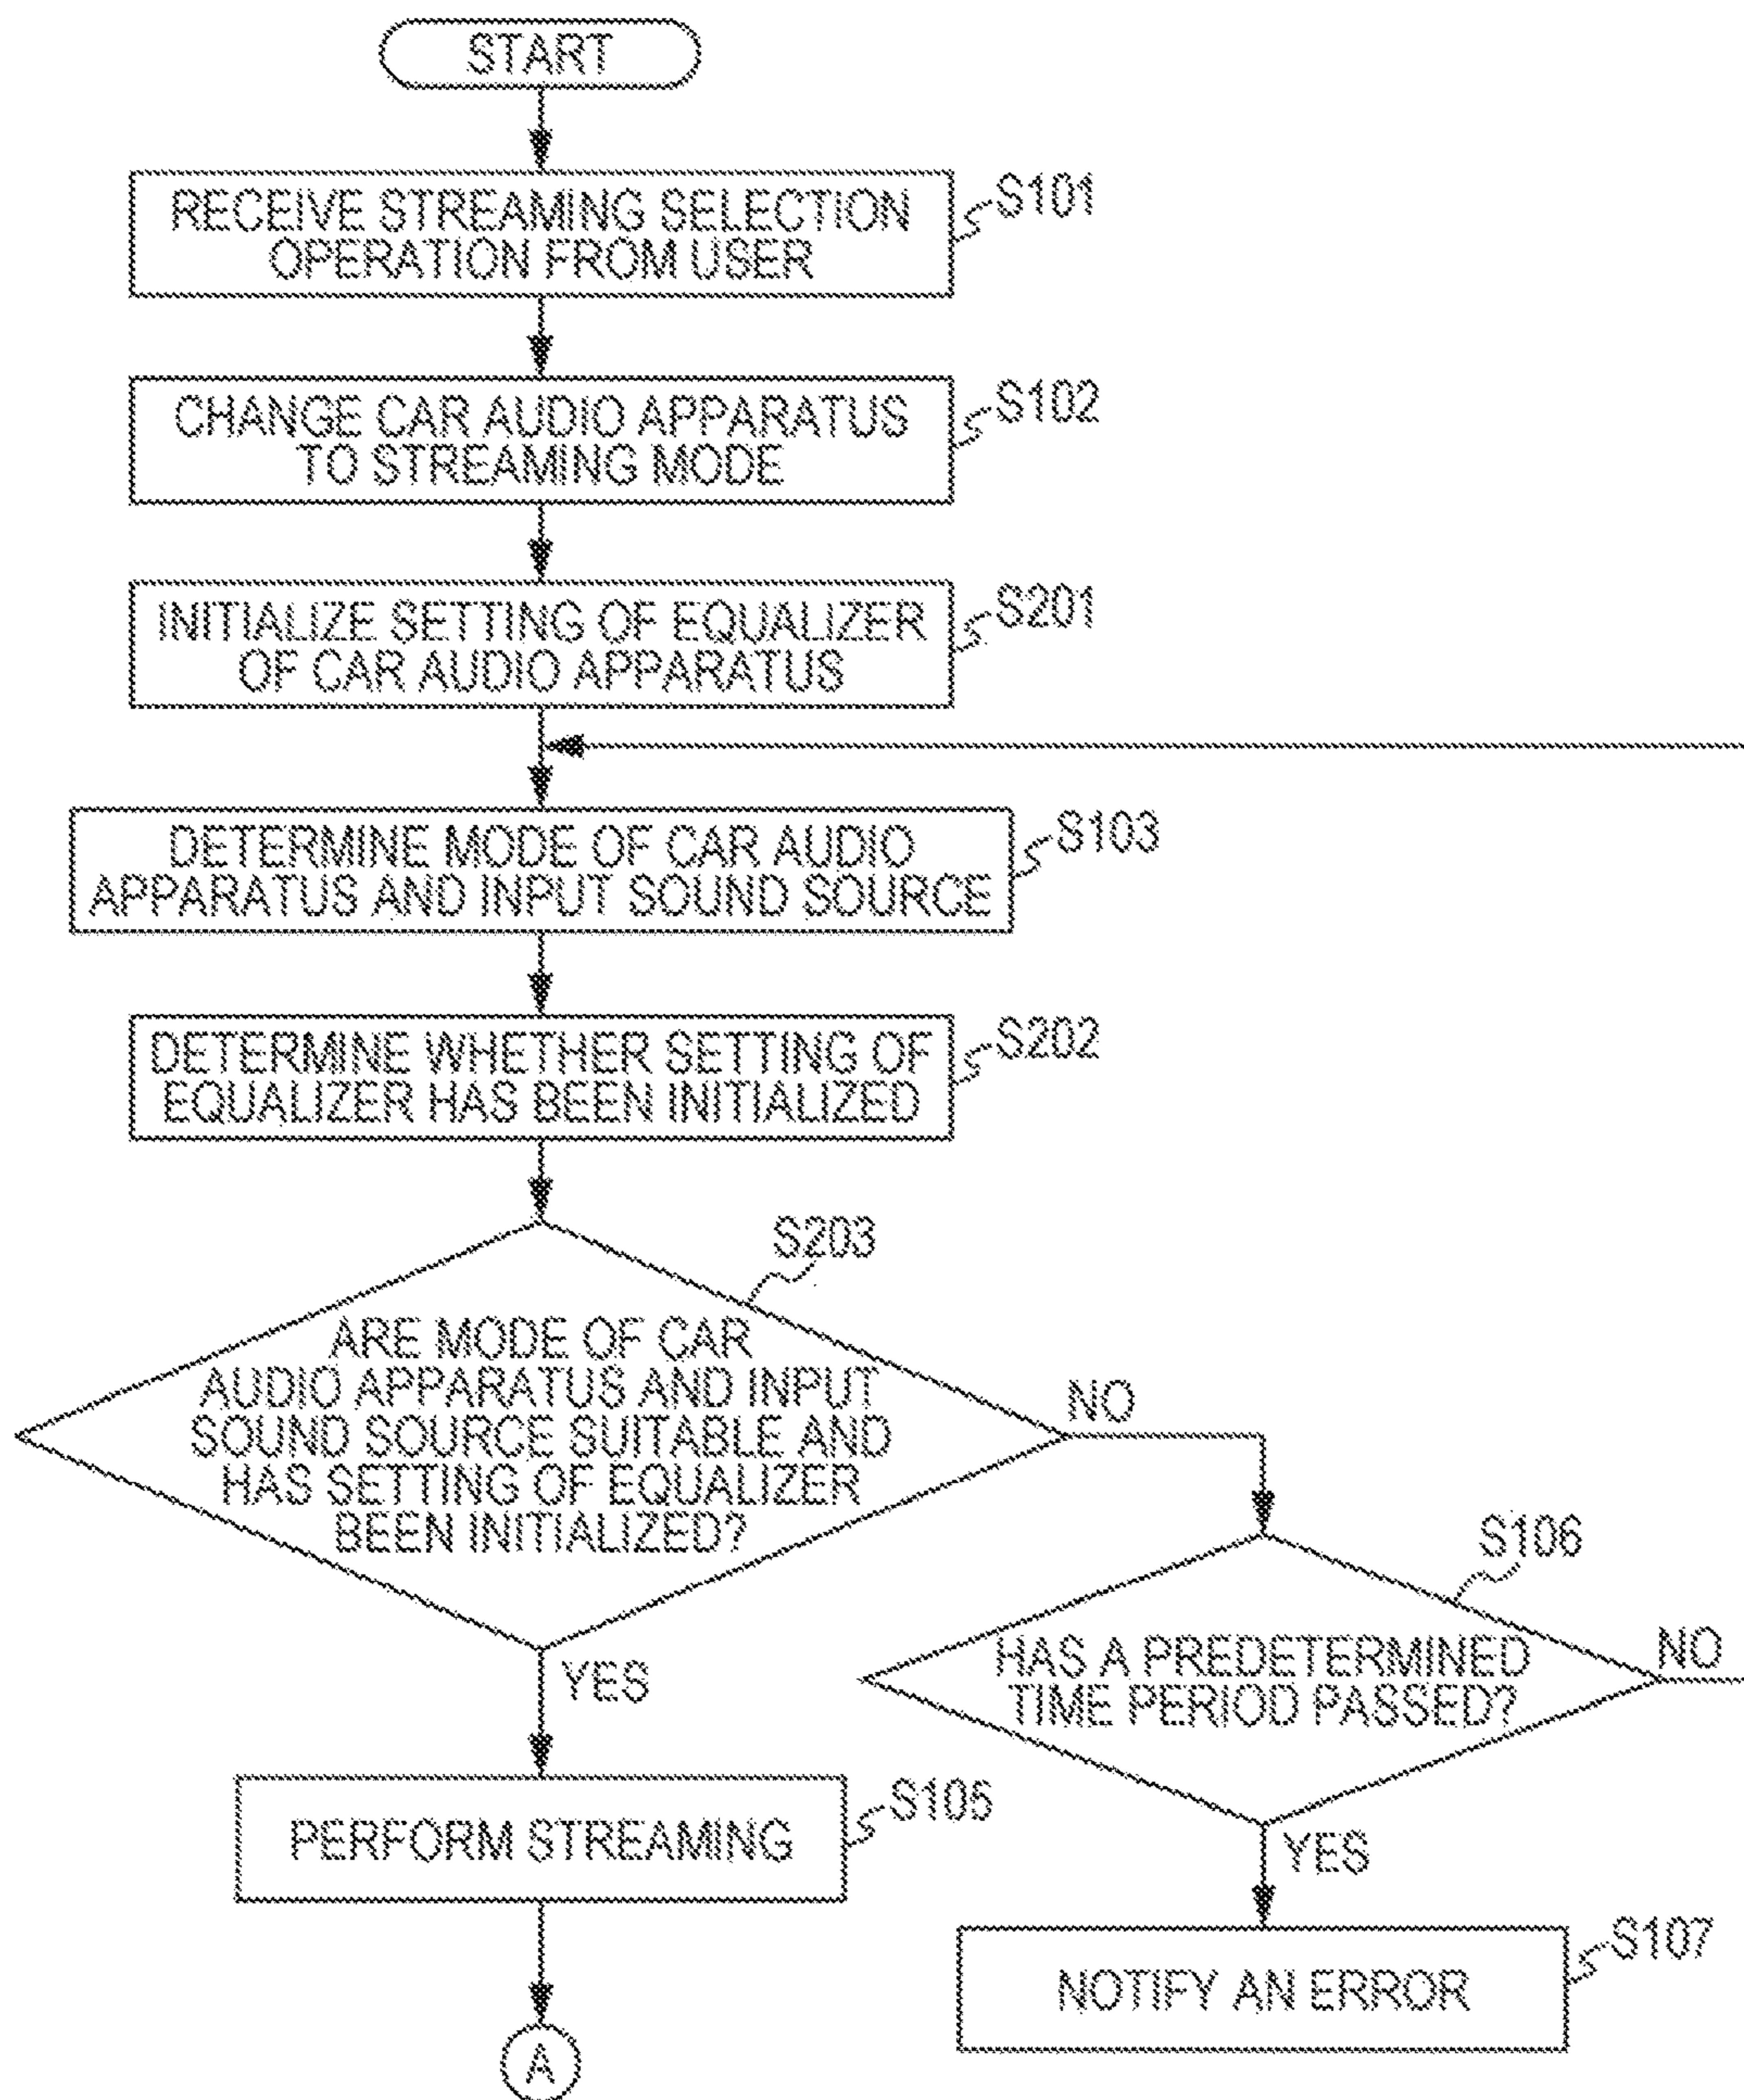 START
RECEIVE STREAMING SELECTION
OPERATION FROM USER
S101
CHANGE CAR AUDIO APPARATUS
TO STREAMING MODE
S102
INITIALIZE SETTING OF EQUALIZER
OF CAR AUDIO APPARATUS
S201
DETERMINE MODE OF CAR AUDIO
APPARATUS AND INPUT SOUND SOURCE
S103
DETERMINE WHETHER SETTING OF
EQUALIZER HAS BEEN INITIALIZED
S202
S203
ARE MODE OF CAR
AUDIO APPARATUS AND INPUT
SOUND SOURCE SUITABLE AND
HAS SETTING OF EQUALIZER
BEEN INITIALIZED?
NO
YES
S106
HAS A PREDETERMINED
TIME PERIOD PASSED?
NO
YES
PERFORM STREAMING
S105
NOTIFY AN ERROR
S107
A